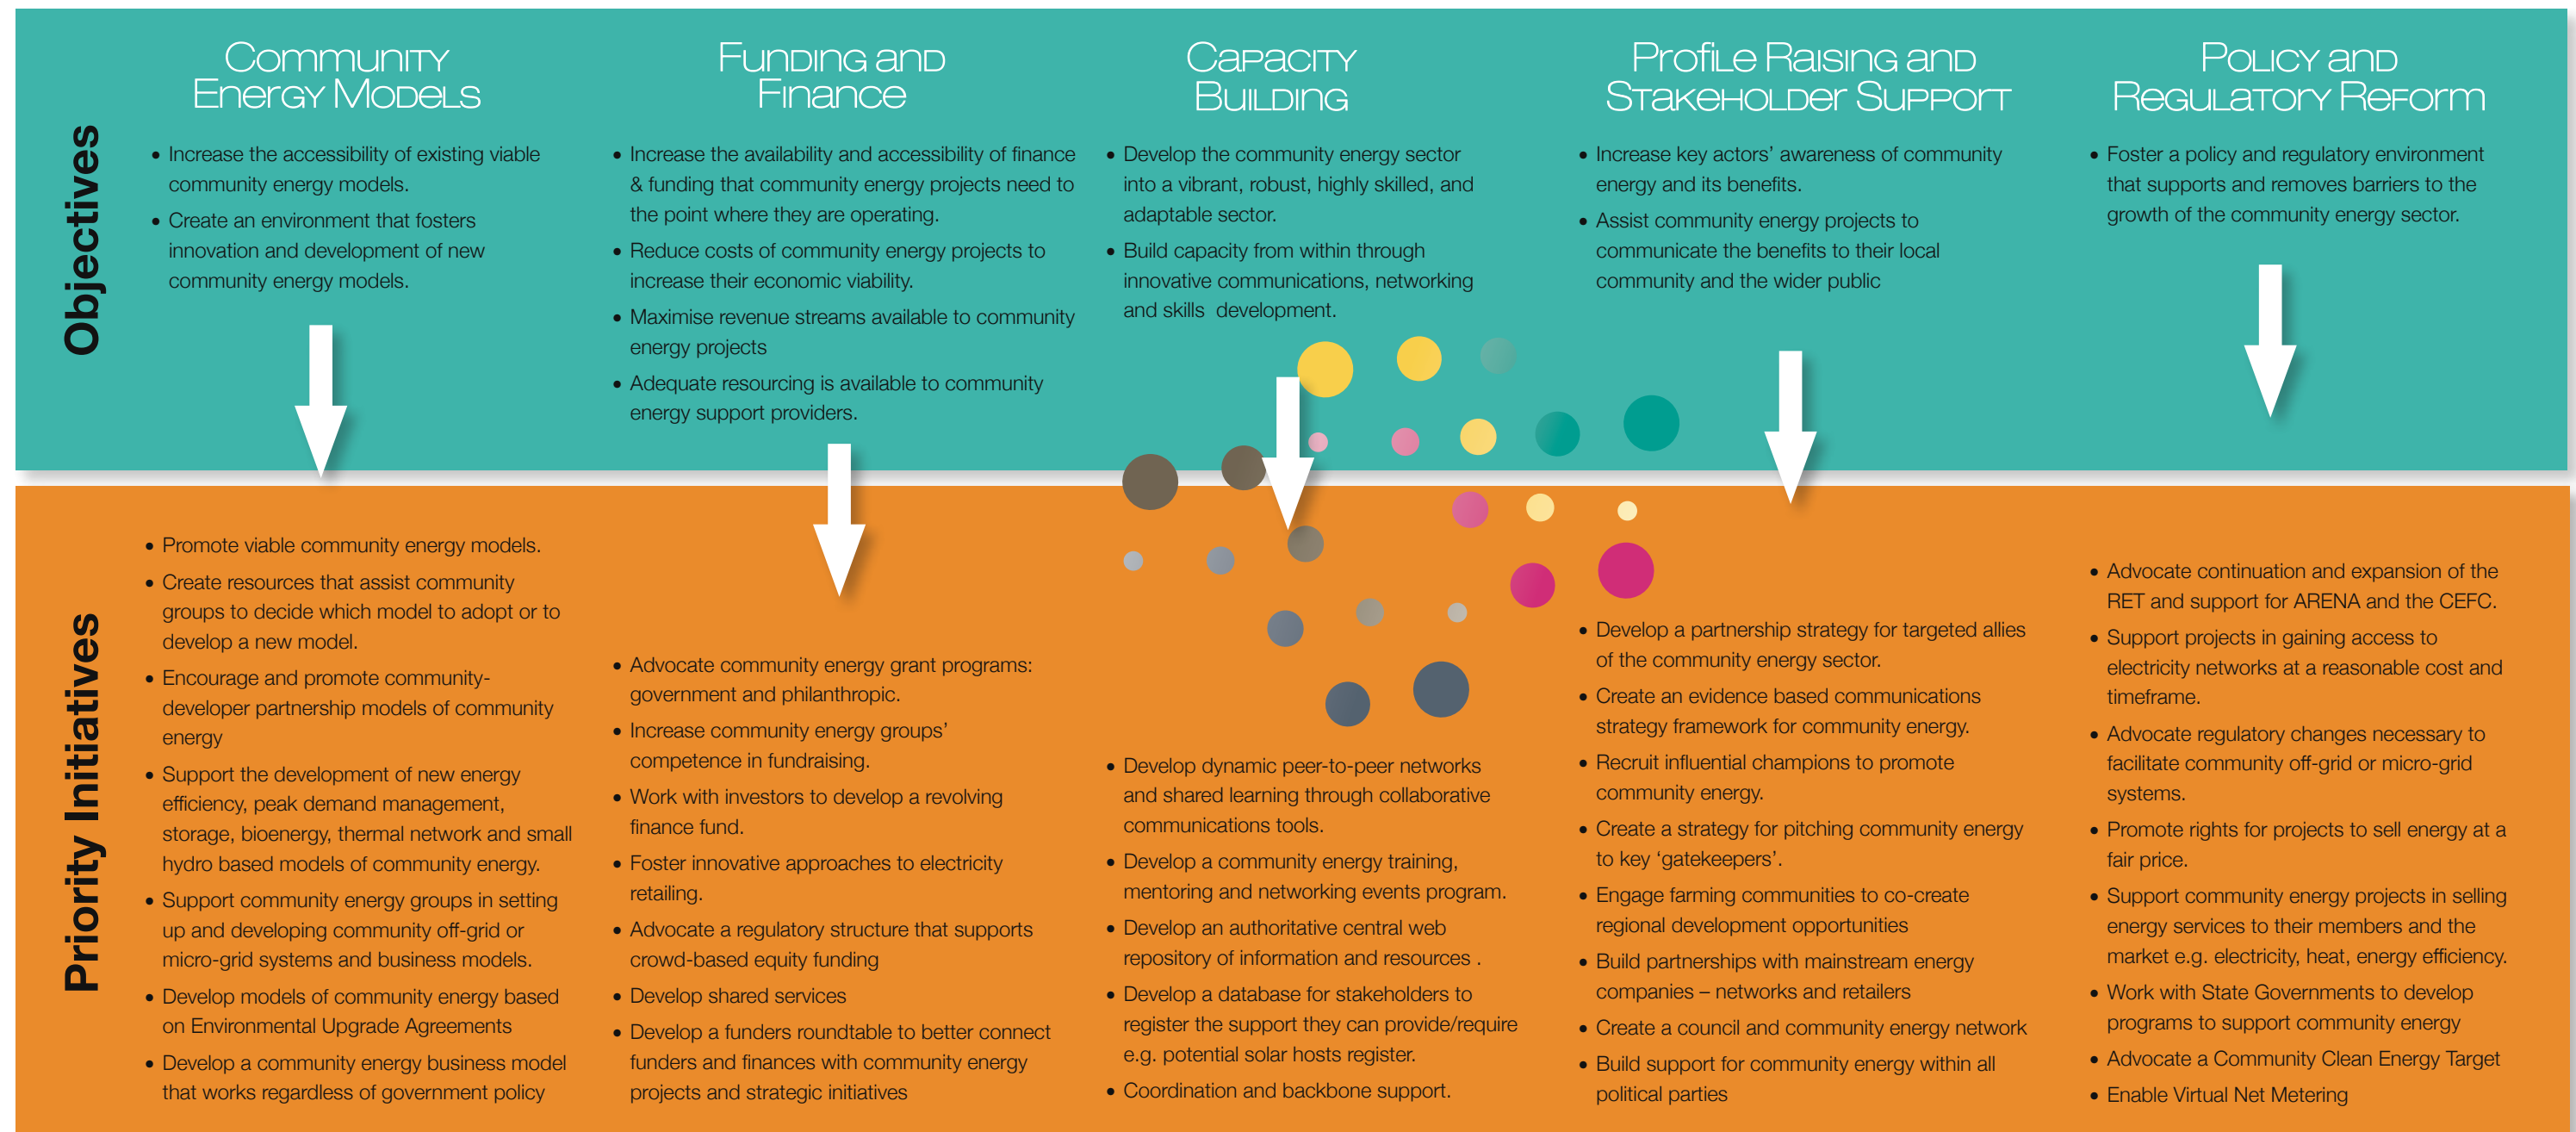 Objectives
Community
Energy Models
• Increase the accessibility of existing viable
community energy models.
• Create an environment that fosters
innovation and development of new
community energy models.
Funding and
Finance
• Increase the availability and accessibility of finance
& funding that community energy projects need to
the point where they are operating.
• Reduce costs of community energy projects to
increase their economic viability.
• Maximise revenue streams available to community
energy projects
• Adequate resourcing is available to community
energy support providers.
Capacity
Building
• Develop the community energy sector
into a vibrant, robust, highly skilled, and
adaptable sector.
• Build capacity from within through
innovative communications, networking
and skills  development.
Profile Raising and
Stakeholder Support
• Increase key actors’ awareness of community
energy and its benefits.
• Assist community energy projects to
communicate the benefits to their local
community and the wider public
Policy and
Regulatory Reform
• Foster a policy and regulatory environment
that supports and removes barriers to the
growth of the community energy sector.
Priority Initiatives
• Promote viable community energy models.
• Create resources that assist community
groups to decide which model to adopt or to
develop a new model.
• Encourage and promote community-
developer partnership models of community
energy
• Support the development of new energy
efficiency, peak demand management,
storage, bioenergy, thermal network and small
hydro based models of community energy.
• Support community energy groups in setting
up and developing community off-grid or
micro-grid systems and business models.
• Develop models of community energy based
on Environmental Upgrade Agreements
• Develop a community energy business model
that works regardless of government policy
• Advocate community energy grant programs:
government and philanthropic.
• Increase community energy groups’
competence in fundraising.
• Work with investors to develop a revolving
finance fund.
• Foster innovative approaches to electricity
retailing.
• Advocate a regulatory structure that supports
crowd-based equity funding
• Develop shared services
• Develop a funders roundtable to better connect
funders and finances with community energy
projects and strategic initiatives
• Develop dynamic peer-to-peer networks
and shared learning through collaborative
communications tools.
• Develop a community energy training,
mentoring and networking events program.
• Develop an authoritative central web
repository of information and resources .
• Develop a database for stakeholders to
register the support they can provide/require
e.g. potential solar hosts register.
• Coordination and backbone support.
• Develop a partnership strategy for targeted allies
of the community energy sector.
• Create an evidence based communications
strategy framework for community energy.
• Recruit influential champions to promote
community energy.
• Create a strategy for pitching community energy
to key ‘gatekeepers’.
• Engage farming communities to co-create
regional development opportunities
• Build partnerships with mainstream energy
companies – networks and retailers
• Create a council and community energy network
• Build support for community energy within all
political parties
• Advocate continuation and expansion of the
RET and support for ARENA and the CEFC.
• Support projects in gaining access to
electricity networks at a reasonable cost and
timeframe.
• Advocate regulatory changes necessary to
facilitate community off-grid or micro-grid
systems.
• Promote rights for projects to sell energy at a
fair price.
• Support community energy projects in selling
energy services to their members and the
market e.g. electricity, heat, energy efficiency.
• Work with State Governments to develop
programs to support community energy
• Advocate a Community Clean Energy Target
• Enable Virtual Net Metering